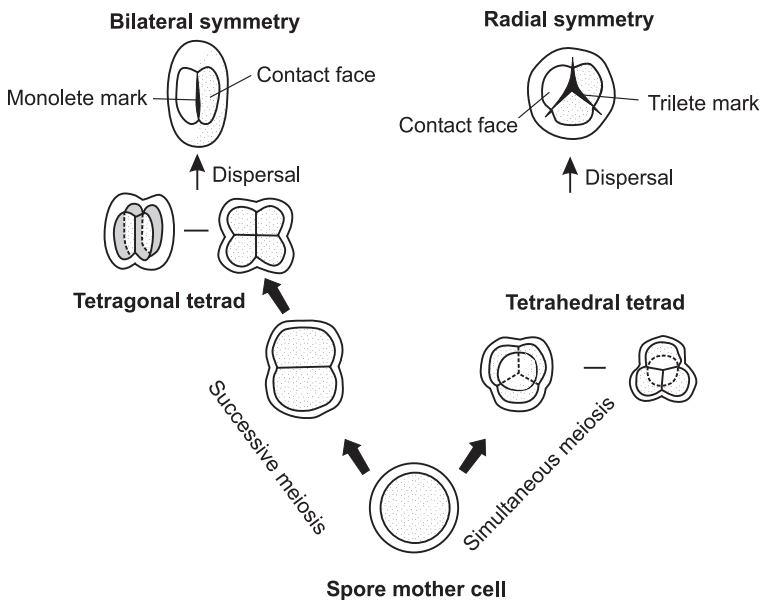 Bilateral symmetry
Radial symmetry
Contact face
Monolete mark
Trilete mark
Contact face
Dispersal
Dispersal
Tetragonal tetrad
Tetrahedral tetrad
Successive meiosis
Simultaneous meiosis
Spore mother cell